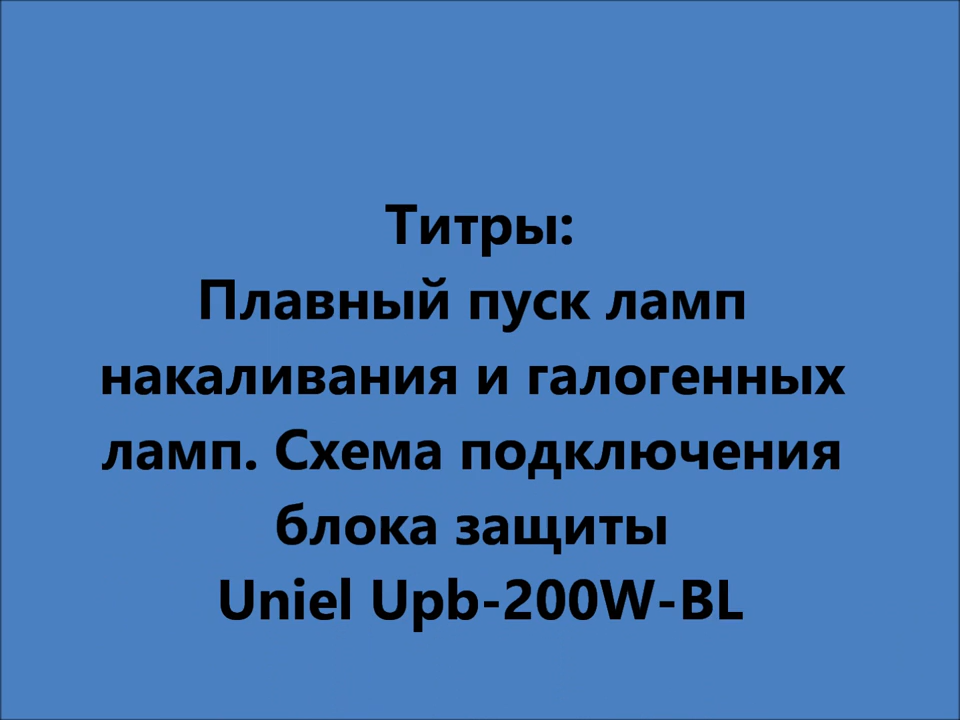 Титры:
Плавный пуск ламп
накаливания и галогенных
ламп. Схема подключения
блока защиты
Uniel Upb-200W-BL